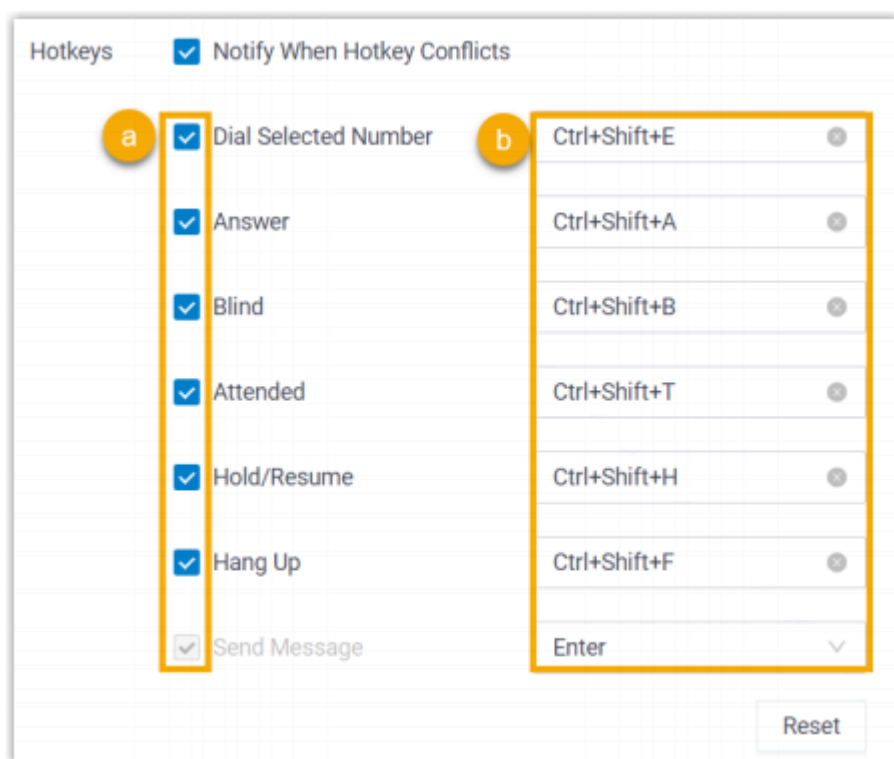 Hotkeys Notify When Hotkey Conflicts
a Dial Selected Number b Ctrl+Shift+E
Answer Ctrl+Shift+A
Blind Ctrl+Shift+B
Attended Ctrl+Shift+T
Hold/Resume Ctrl+Shift+H
Hang Up Ctrl+Shift+F
Send Message Enter
Reset